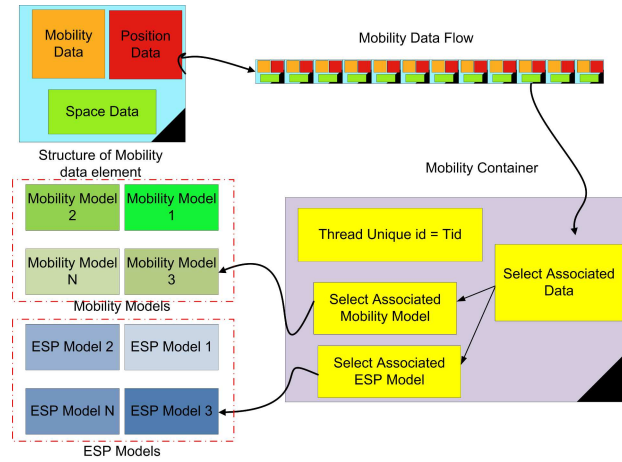 Mobility
Data
Position
Data
Space Data
Structure of Mobility
data element
Mobility Data Flow
Mobility Container
Thread Unique id = Tid
Select Associated
Data
Select Associated
Mobility Model
Select Associated
ESP Model
Mobility Model
2
Mobility Model
1
Mobility Model
N
Mobility Model
3
Mobility Models
ESP Model 2
ESP Model 1
ESP Model N
ESP Model 3
ESP Models